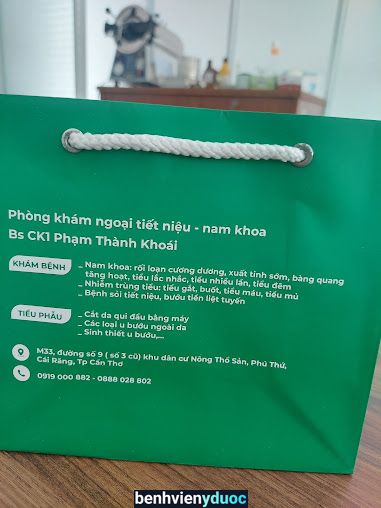 Phòng khám ngoại tiết niệu - nam khoa
Bs CK1 Phạm Thành Khoái
KHÁM BỆNH
_ Nam khoa: rối loạn cương dương, xuất tinh sớm, bàng quang
tăng hoạt, tiểu lắc nhắc, tiểu nhiều lần, tiểu đêm
_ Nhiễm trùng tiểu: tiểu gắt, buốt, tiểu máu, tiểu mủ
_ Bệnh sỏi tiết niệu, bướu tiền liệt tuyến
TIỂU PHẪU
_ Cắt da qui đầu bằng máy
_ Các loại u bướu ngoài da
_ Sinh thiết u bướu,...
M33, đường số 9 ( số 3 cũ) khu dân cư Nông Thổ Sản, Phú Thứ,
Cái Răng, Tp Cần Thơ
0919 000 882 - 0888 028 802
benhvienyduoc